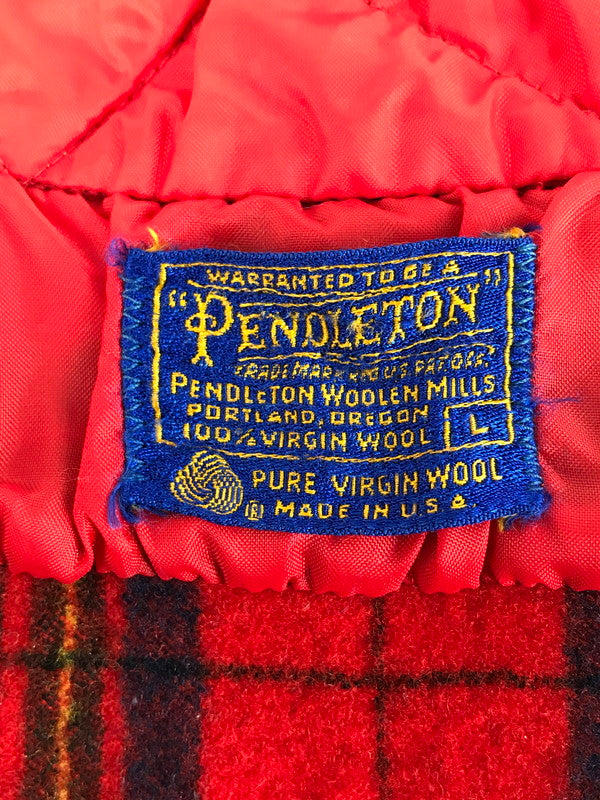 WARRANTED TO BE A
"PENDLETON"
TRADE MARK REG. U.S. PAT. OFF.
PENDLETON WOOLEN MILLS
PORTLAND, OREGON
100% VIRGIN WOOL L
PURE VIRGIN WOOL
® MADE IN U.S.A.